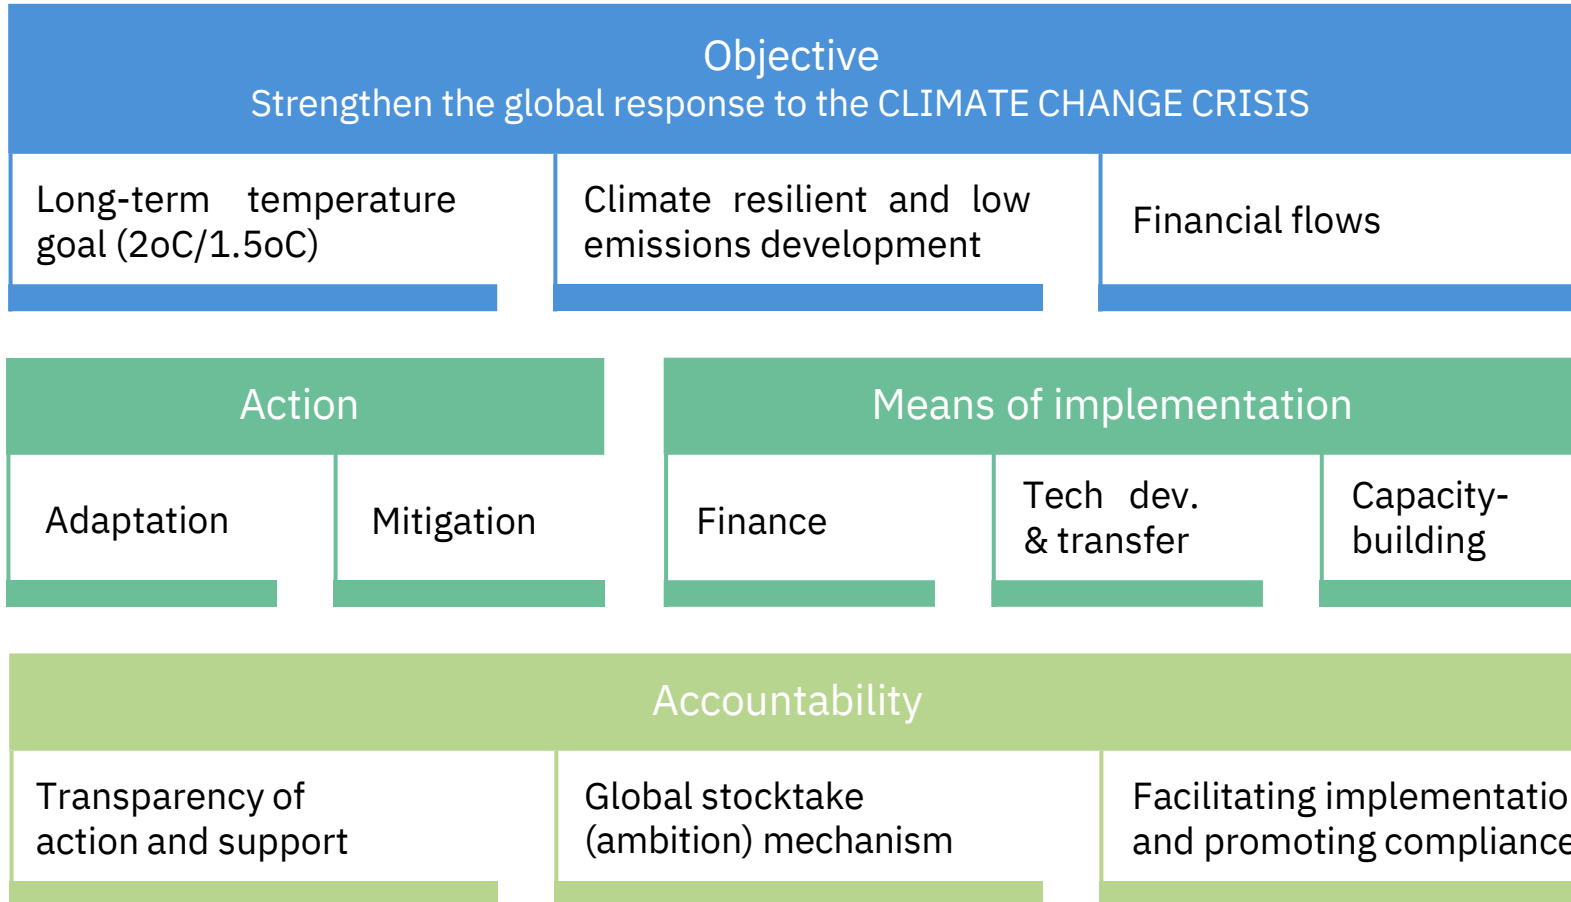 Objective
Strengthen the global response to the CLIMATE CHANGE CRISIS
Long-term temperature
goal (2oC/1.5oC)
Climate resilient and low
emissions development
Financial flows
Action
Means of implementation
Adaptation
Mitigation
Finance
Tech dev.
& transfer
Capacity-
building
Accountability
Transparency of
action and support
Global stocktake
(ambition) mechanism
Facilitating implementatio
and promoting compliance